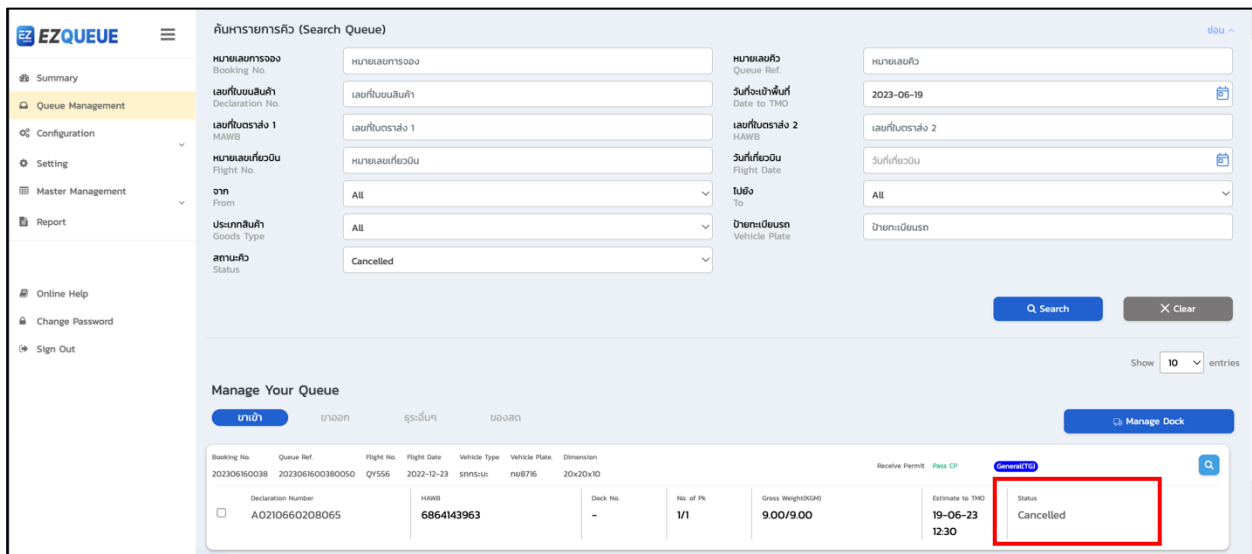 EZ EZQUEUE
Summary
Queue Management
Configuration
Setting
Master Management
Report
Online Help
Change Password
Sign Out
ค้นหารายการคิว (Search Queue)
ซ่อน
หมายเลขการจอง
Booking No.
หมายเลขการจอง
หมายเลขคิว
Queue Ref.
หมายเลขคิว
เลขที่ใบขนสินค้า
Declaration No.
เลขที่ใบขนสินค้า
วันที่จะเข้าพื้นที่
Date to TMO
2023-06-19
เลขที่ใบตราส่ง 1
MAWB
เลขที่ใบตราส่ง 1
เลขที่ใบตราส่ง 2
HAWB
เลขที่ใบตราส่ง 2
หมายเลขเที่ยวบิน
Flight No.
หมายเลขเที่ยวบิน
วันที่เที่ยวบิน
Flight Date
วันที่เที่ยวบิน
จาก
From
All
ไปยัง
To
All
ประเภทสินค้า
Goods Type
All
ป้ายทะเบียนรถ
Vehicle Plate
ป้ายทะเบียนรถ
สถานะคิว
Status
Cancelled
Search
Clear
Show 10 entries
Manage Your Queue
ขาเข้า ขาออก ธุระอื่นๆ ของสด
Manage Dock
Booking No. Queue Ref. Flight No. Flight Date Vehicle Type Vehicle Plate. Dimension
202306160038 2023061600380050 QY556 2022-12-23 รถกระบะ กย8716 20x20x10
Receive Permit Pass CP General(TG)
Declaration Number HAWB Dock No. No. of Pk Gross Weight(KGM) Estimate to TMO Status
A0210660208065 6864143963 - 1/1 9.00/9.00 19-06-23 Cancelled
12:30